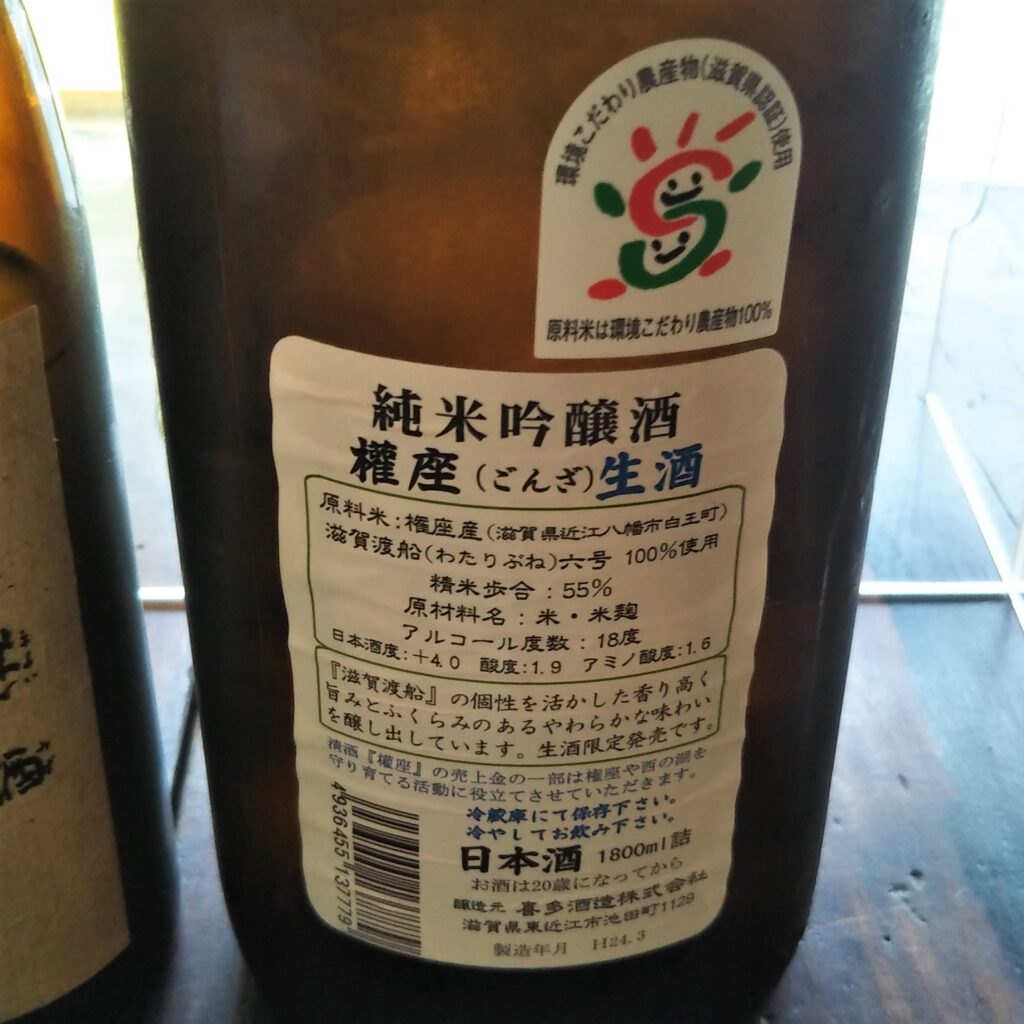 環境こだわり農産物(滋賀県認証)使用
原料米は環境こだわり農産物100%
純米吟醸酒
權座(ごんざ)生酒
原料米:権座産(滋賀県近江八幡市白王町)
滋賀渡船(わたりぶね)六号 100%使用
精米歩合:55%
原材料名:米・米麹
アルコール度数:18度
日本酒度:+4.0 酸度:1.9 アミノ酸度:1.6
『滋賀渡船』の個性を活かした香り高く
旨みとふくらみのあるやわらかな味わい
を醸し出しています。生酒限定発売です。
清酒『權座』の売上金の一部は権座や西の湖を
守り育てる活動に役立てさせていただきます。
冷蔵庫にて保存下さい。
冷やしてお飲み下さい。
日本酒 1800ml詰
お酒は20歳になってから
醸造元 喜多酒造株式会社
滋賀県東近江市池田町1129
製造年月 H24.3
4936455137779